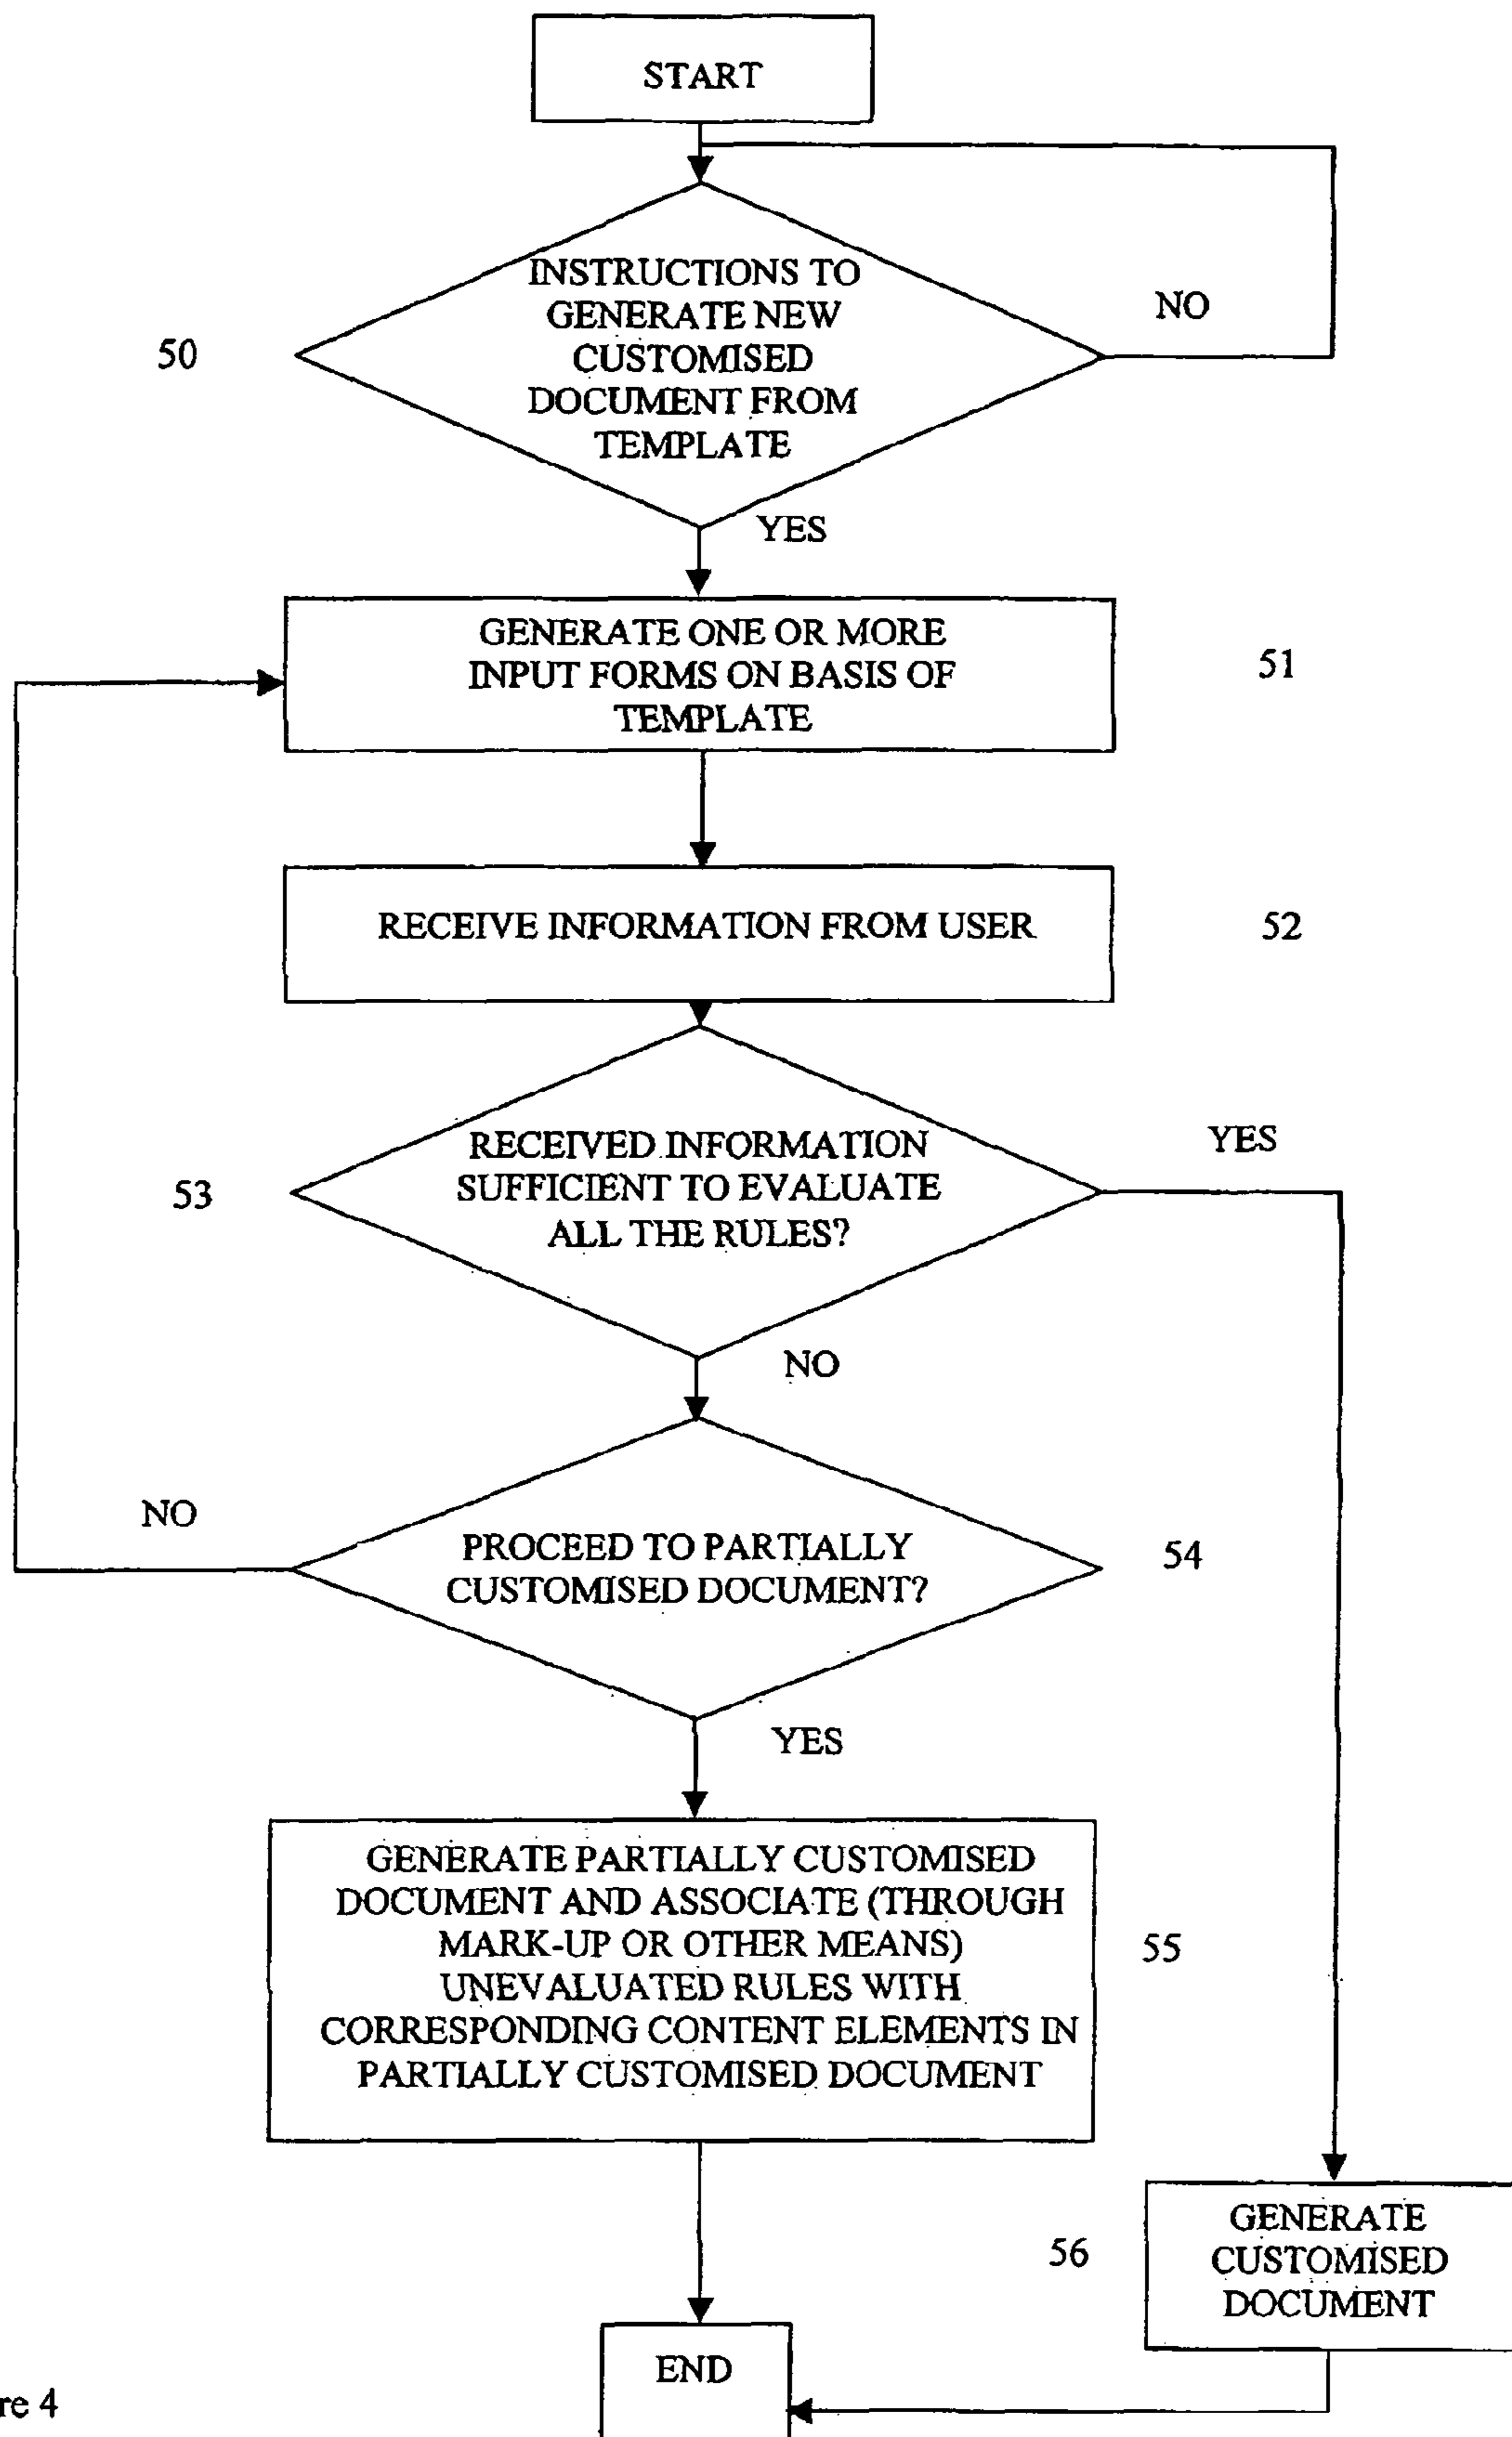 START
INSTRUCTIONS TO
GENERATE NEW
CUSTOMISED
DOCUMENT FROM
TEMPLATE
NO
50
YES
GENERATE ONE OR MORE
INPUT FORMS ON BASIS OF
TEMPLATE
51
RECEIVE INFORMATION FROM USER
52
RECEIVED INFORMATION
SUFFICIENT TO EVALUATE
ALL THE RULES?
YES
53
NO
NO
PROCEED TO PARTIALLY
CUSTOMISED DOCUMENT?
54
YES
GENERATE PARTIALLY CUSTOMISED
DOCUMENT AND ASSOCIATE (THROUGH
MARK-UP OR OTHER MEANS)
UNEVALUATED RULES WITH
CORRESPONDING CONTENT ELEMENTS IN
PARTIALLY CUSTOMISED DOCUMENT
55
56
GENERATE
CUSTOMISED
DOCUMENT
END
re 4